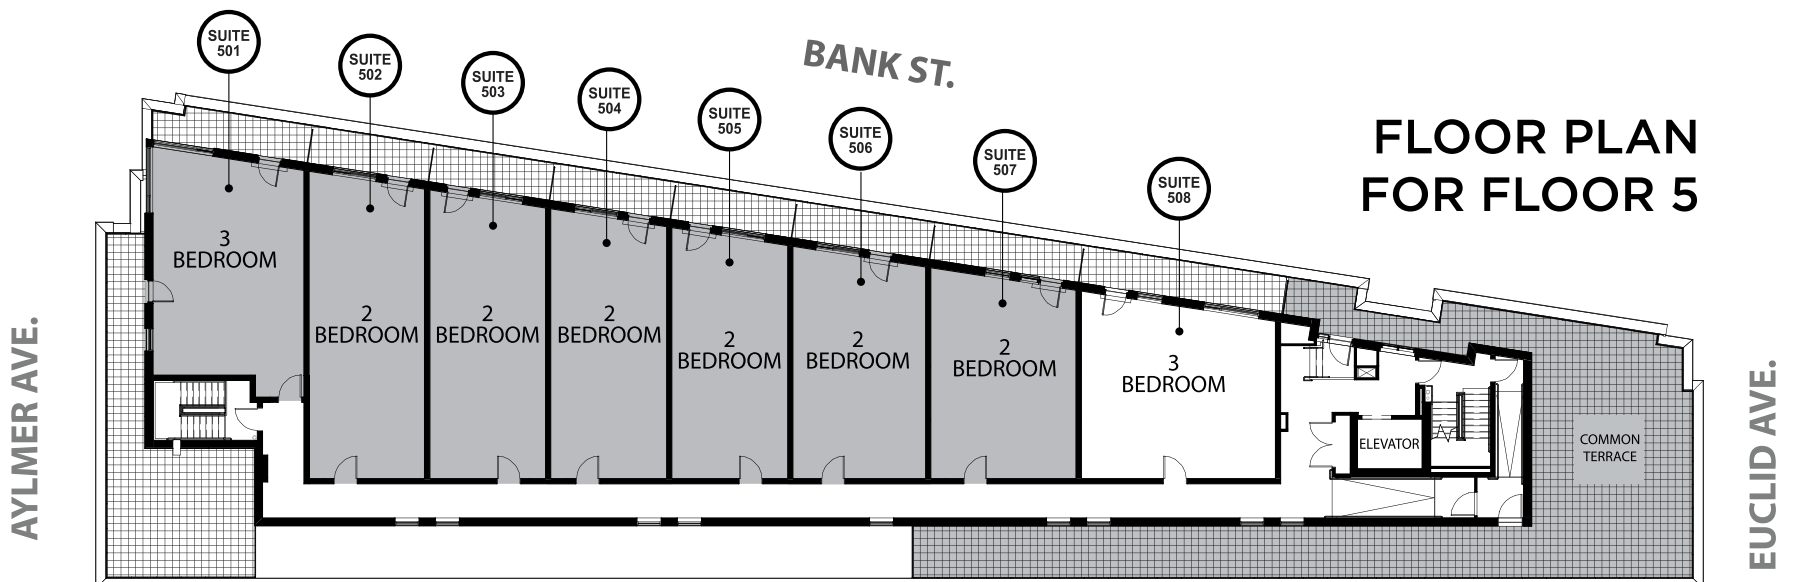 SUITE
501
SUITE
502
SUITE
503
SUITE
504
SUITE
505
SUITE
506
SUITE
507
SUITE
508
BANK ST.
FLOOR PLAN
FOR FLOOR 5
3
BEDROOM
2
BEDROOM
2
BEDROOM
2
BEDROOM
2
BEDROOM
2
BEDROOM
2
BEDROOM
3
BEDROOM
ELEVATOR
COMMON
TERRACE
AYLMER AVE.
EUCLID AVE.